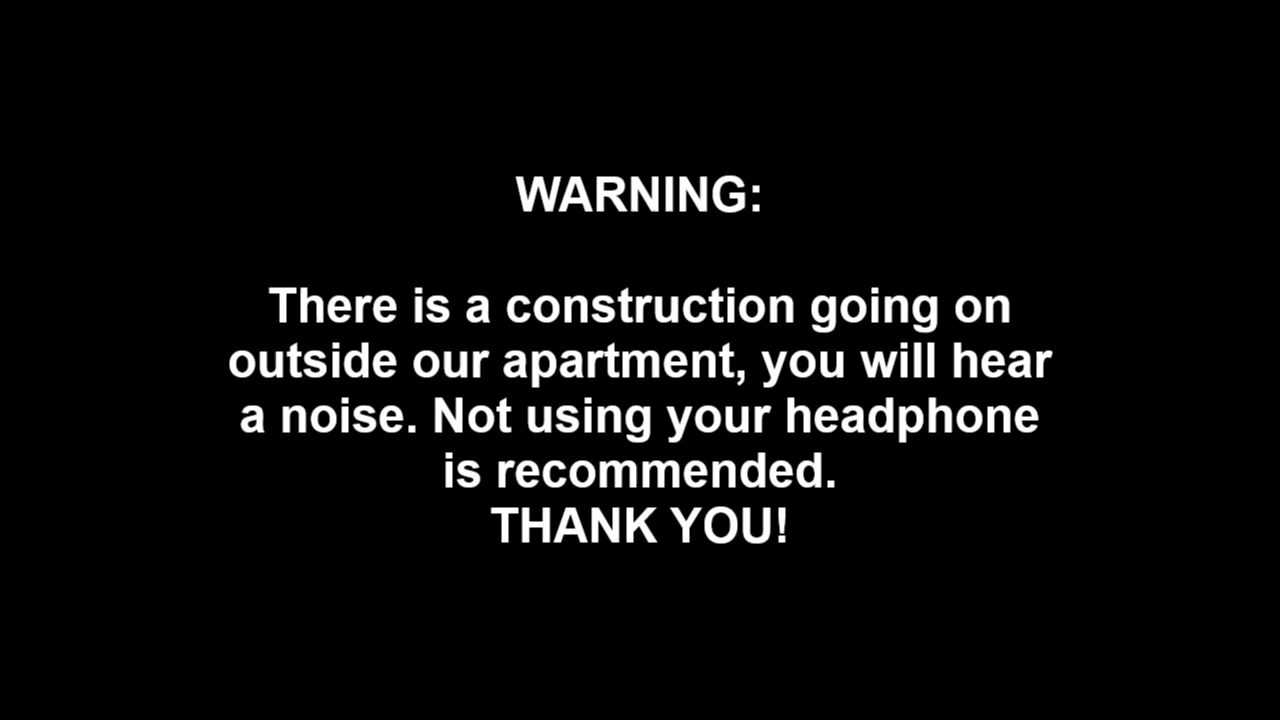 WARNING:
There is a construction going on
outside our apartment, you will hear
a noise. Not using your headphone
is recommended.
THANK YOU!